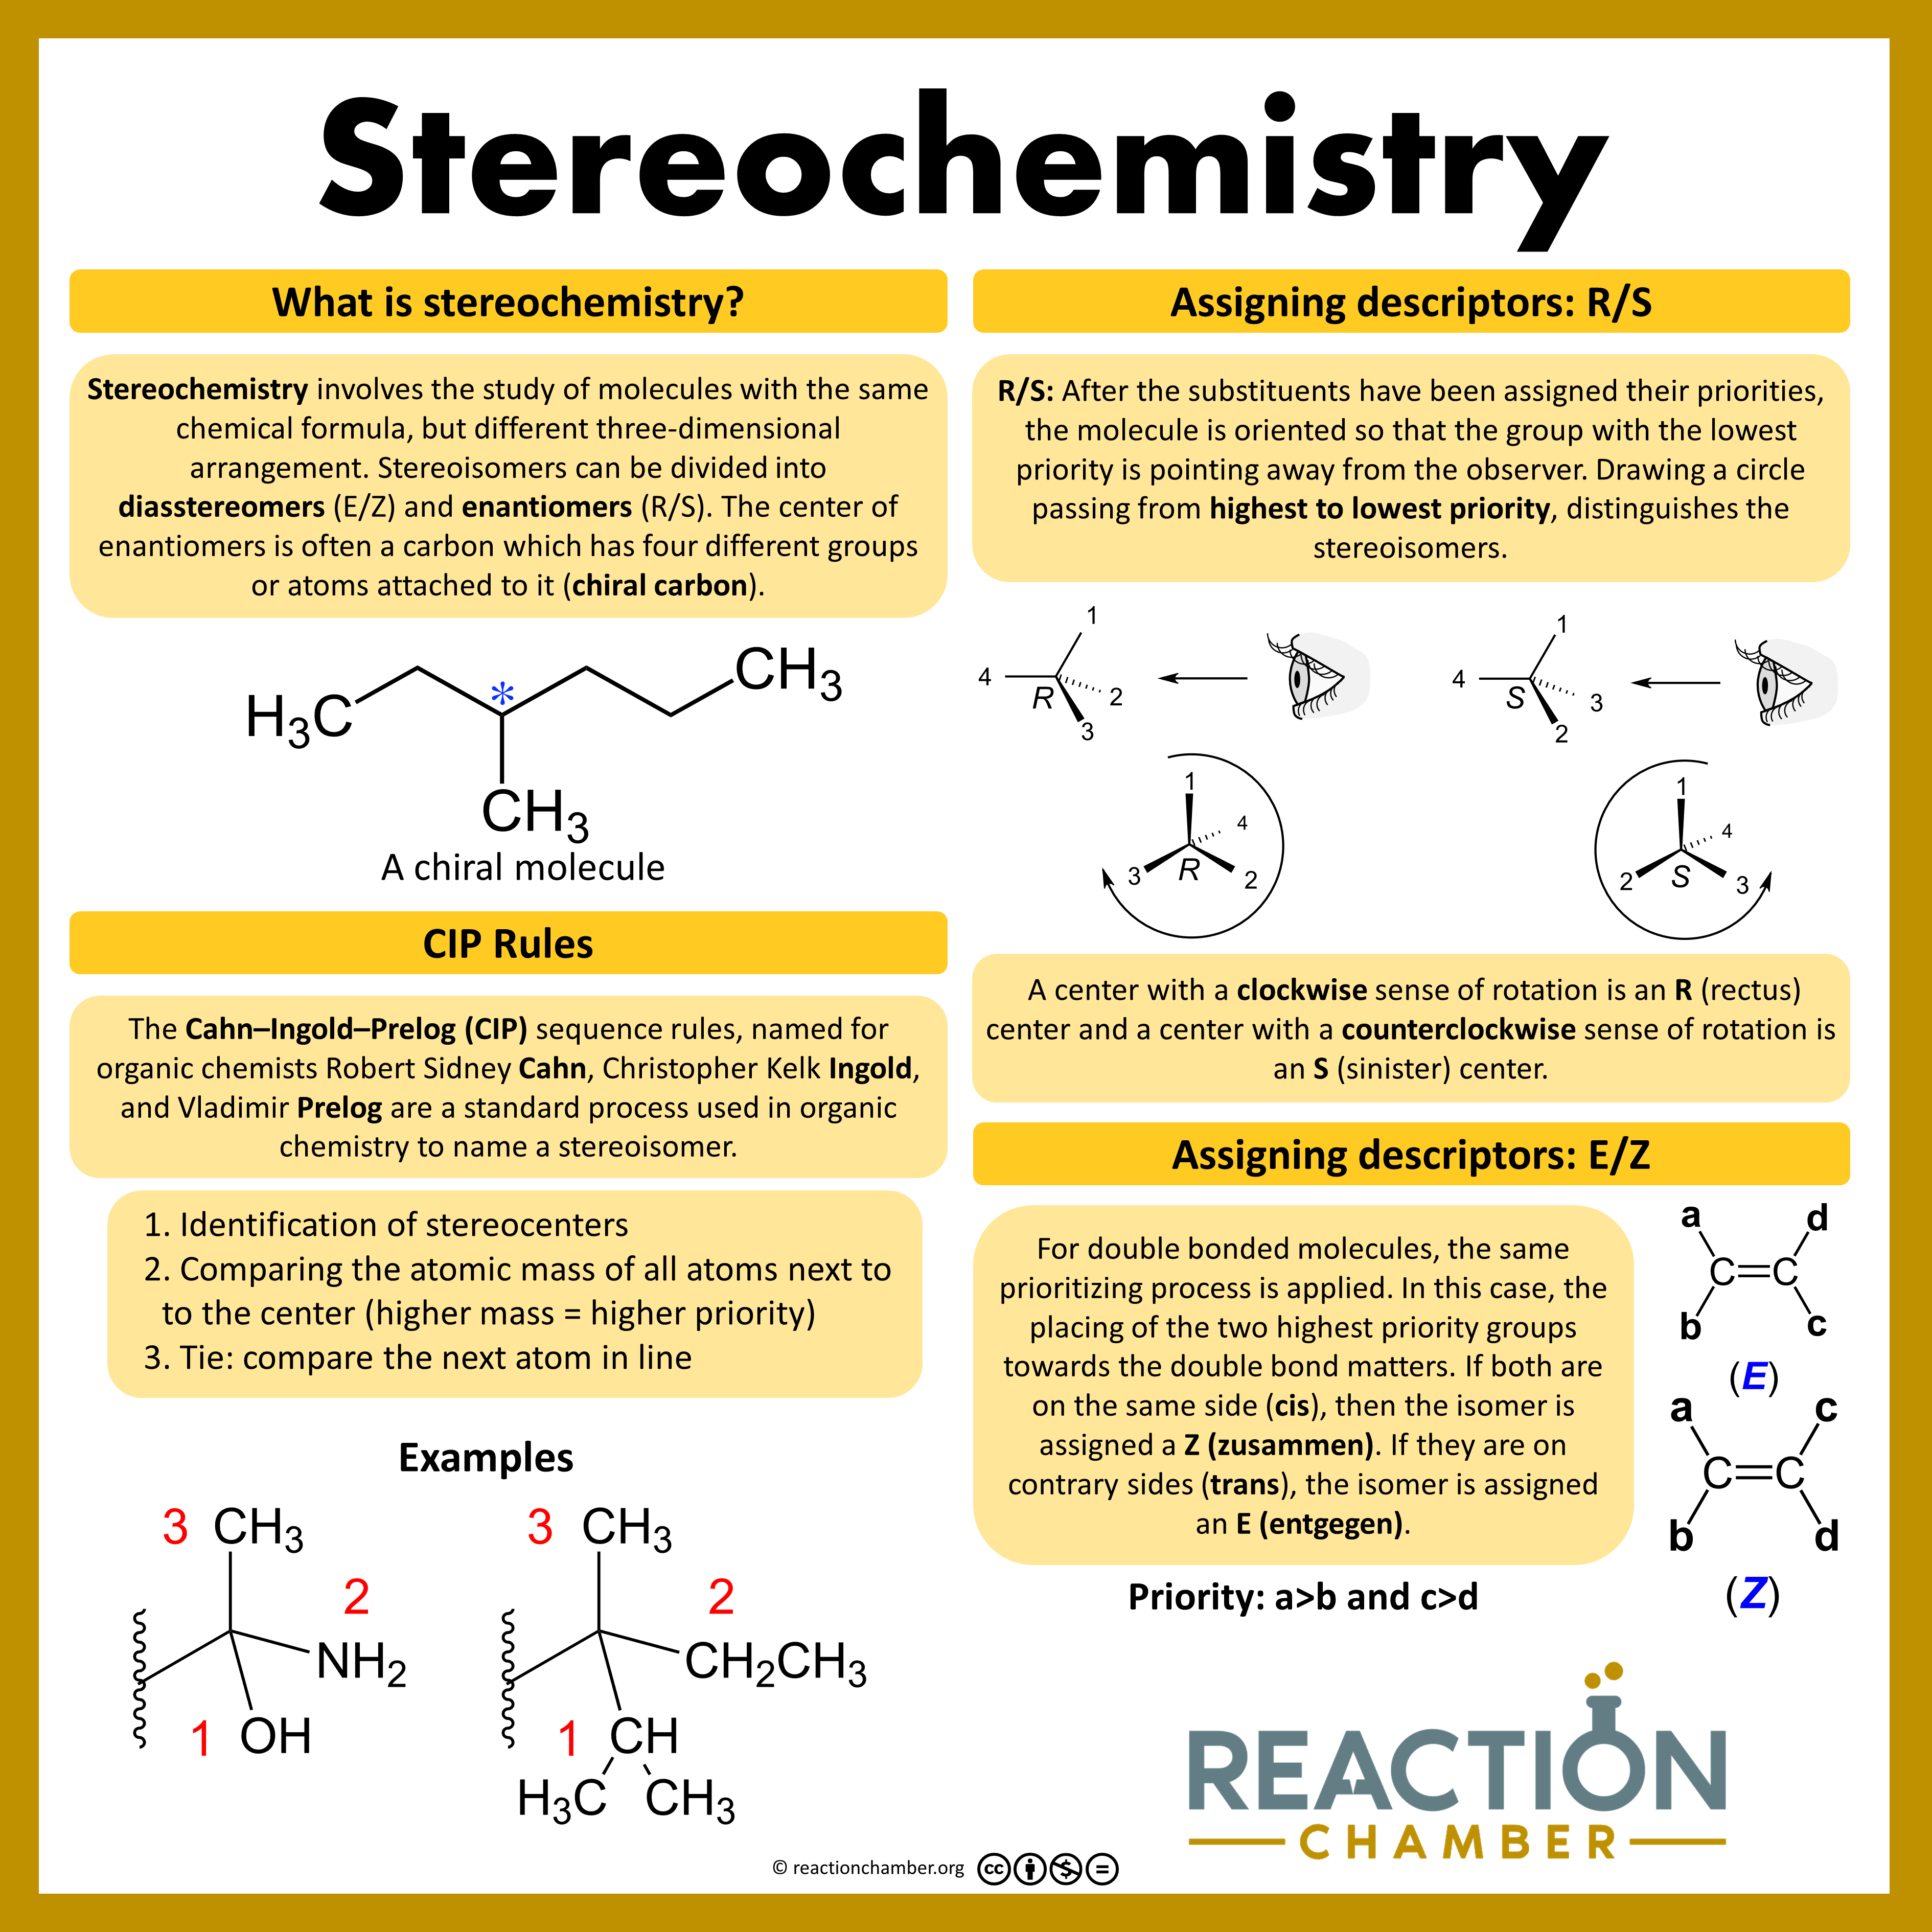 Stereochemistry
What is stereochemistry?
Stereochemistry involves the study of molecules with the same
chemical formula, but different three-dimensional
arrangement. Stereoisomers can be divided into
diasstereomers (E/Z) and enantiomers (R/S). The center of
enantiomers is often a carbon which has four different groups
or atoms attached to it (chiral carbon).
H₃C * CH₃
CH₃
A chiral molecule
CIP Rules
The Cahn–Ingold–Prelog (CIP) sequence rules, named for
organic chemists Robert Sidney Cahn, Christopher Kelk Ingold,
and Vladimir Prelog are a standard process used in organic
chemistry to name a stereoisomer.
1. Identification of stereocenters
2. Comparing the atomic mass of all atoms next to
to the center (higher mass = higher priority)
3. Tie: compare the next atom in line
Examples
3 CH₃
2
NH₂
1 OH
3 CH₃
2
CH₂CH₃
1 CH
H₃C CH₃
Assigning descriptors: R/S
R/S: After the substituents have been assigned their priorities,
the molecule is oriented so that the group with the lowest
priority is pointing away from the observer. Drawing a circle
passing from highest to lowest priority, distinguishes the
stereoisomers.
1
4
R 2
3
1
4
S 3
2
1
4
3 R 2
1
4
2 S 3
A center with a clockwise sense of rotation is an R (rectus)
center and a center with a counterclockwise sense of rotation is
an S (sinister) center.
Assigning descriptors: E/Z
For double bonded molecules, the same
prioritizing process is applied. In this case, the
placing of the two highest priority groups
towards the double bond matters. If both are
on the same side (cis), then the isomer is
assigned a Z (zusammen). If they are on
contrary sides (trans), the isomer is assigned
an E (entgegen).
a d
C=C
b c
(E)
a c
C=C
b d
(Z)
Priority: a>b and c>d
REACTION
CHAMBER
© reactionchamber.org cc $ =